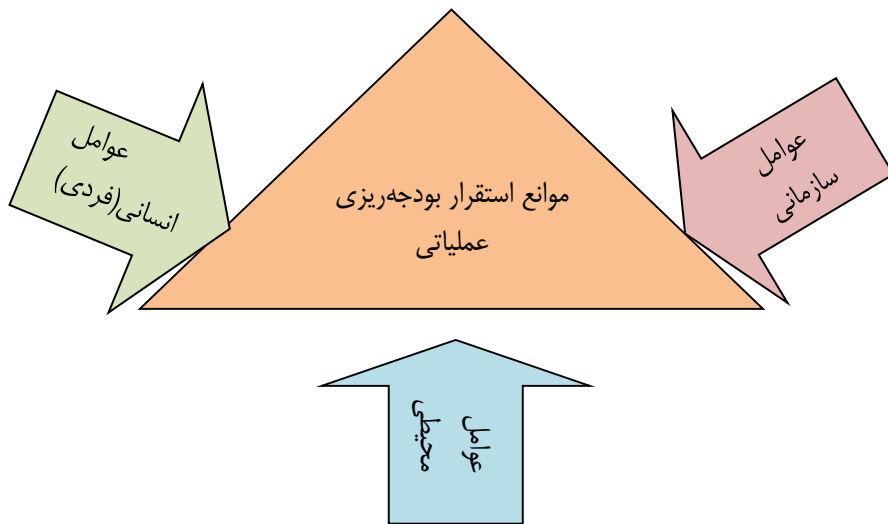 عوامل
انسانی(فردی)
عوامل
سازمانی
موانع استقرار بودجه‌ریزی
عملیاتی
عوامل
محیطی